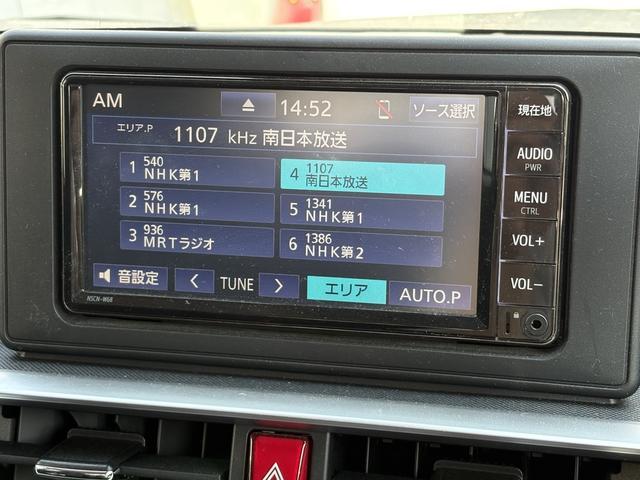 AM 14:52 ソース選択
エリア.P 1107 kHz 南日本放送
1 540 NHK第1
2 576 NHK第1
3 936 MRTラジオ
4 1107 南日本放送
5 1341 NHK第1
6 1386 NHK第2
音設定 < TUNE > エリア AUTO.P
NSCN-W68
現在地
AUDIO
PWR
MENU
CTRL
VOL+
VOL−